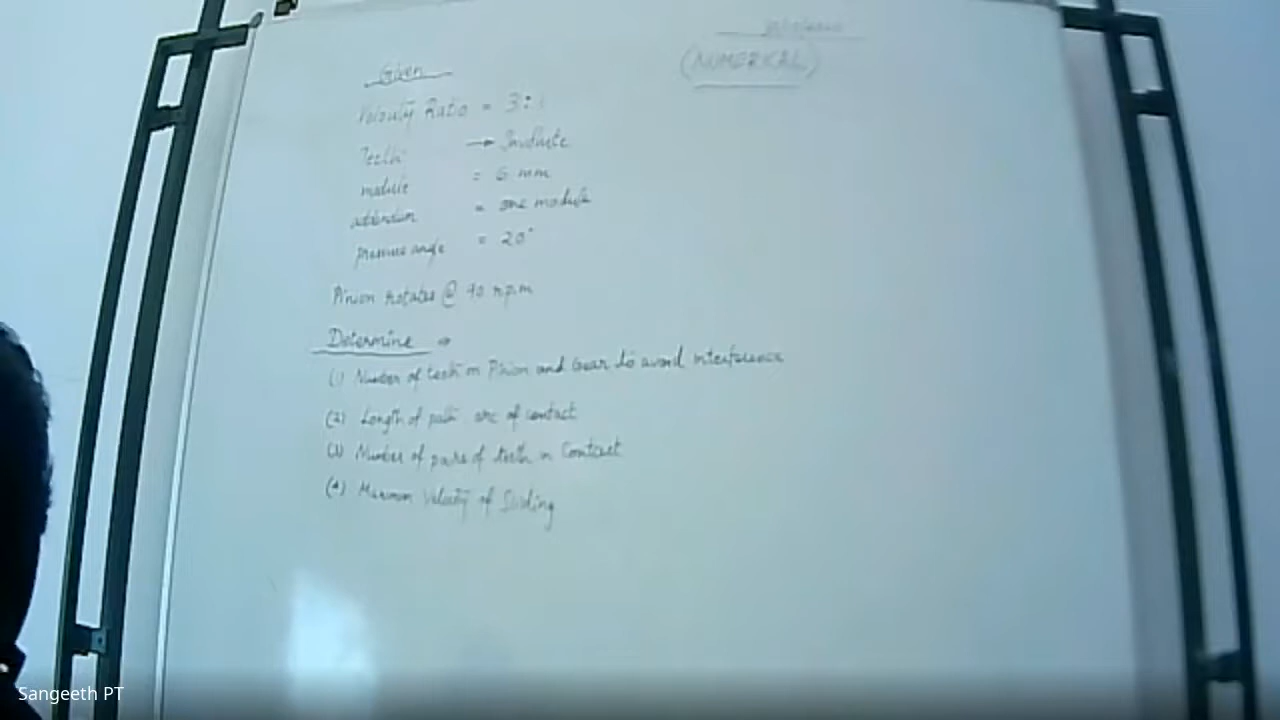 (NUMERICAL)
Given
Velocity Ratio = 3:1
Teeth → Involute
module = 6 mm
addendum = one module
pressure angle = 20°
Pinion rotates @ 90 r.p.m
Determine ⇒
(1) Number of teeth on Pinion and Gear to avoid interference
(2) Length of path arc of contact
(3) Number of pairs of teeth in Contact
(4) Maximum Velocity of Sliding
Sangeeth PT